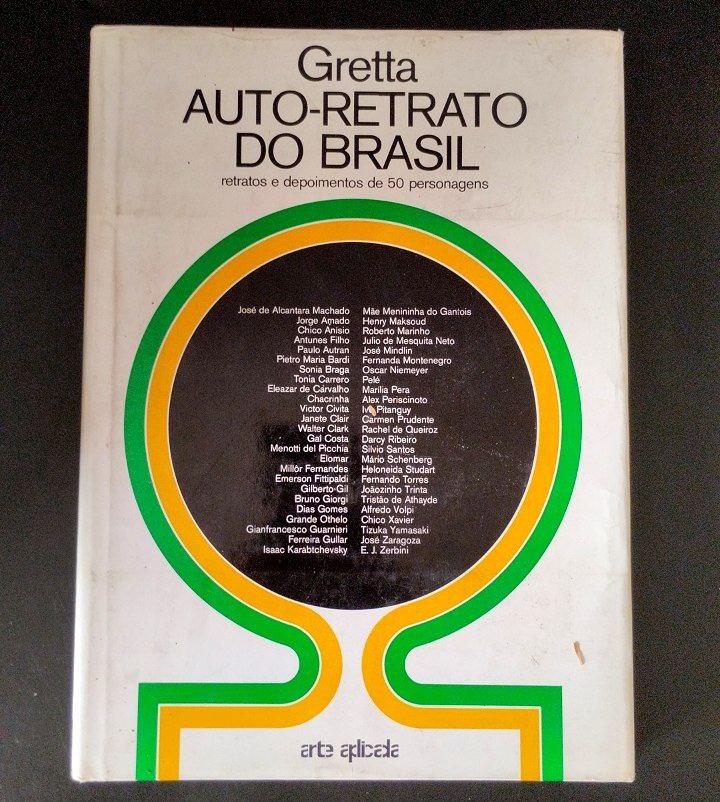 Gretta
AUTO-RETRATO
DO BRASIL
retratos e depoimentos de 50 personagens
José de Alcantara Machado
Jorge Amado
Chico Anisio
Antunes Filho
Paulo Autran
Pietro Maria Bardi
Sonia Braga
Tonia Carrero
Eleazar de Carvalho
Chacrinha
Victor Civita
Janete Clair
Walter Clark
Gal Costa
Menotti del Picchia
Elomar
Millôr Fernandes
Emerson Fittipaldi
Gilberto Gil
Bruno Giorgi
Dias Gomes
Grande Othelo
Gianfrancesco Guarnieri
Ferreira Gullar
Isaac Karabtchevsky
Mãe Menininha do Gantois
Henry Maksoud
Roberto Marinho
Julio de Mesquita Neto
José Mindlin
Fernanda Montenegro
Oscar Niemeyer
Pelé
Marilia Pera
Alex Periscinoto
Ivo Pitanguy
Carmen Prudente
Rachel de Queiroz
Darcy Ribeiro
Silvio Santos
Mário Schenberg
Heloneida Studart
Fernando Torres
Joãozinho Trinta
Tristão de Athayde
Alfredo Volpi
Chico Xavier
Tizuka Yamasaki
José Zaragoza
E. J. Zerbini
arte aplicada